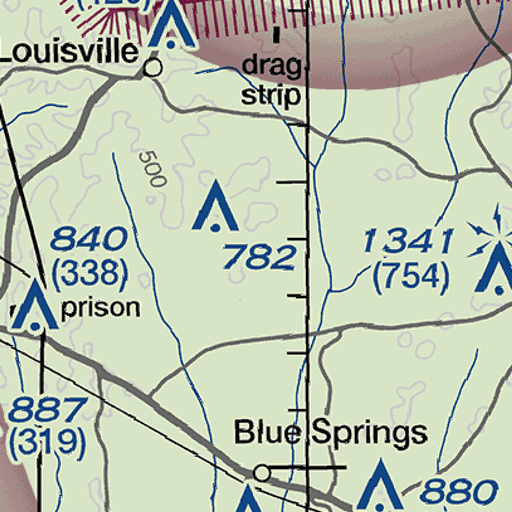 Louisville
drag
strip
500
840
(338)
782
1341
(754)
prison
887
(319)
Blue Springs
880